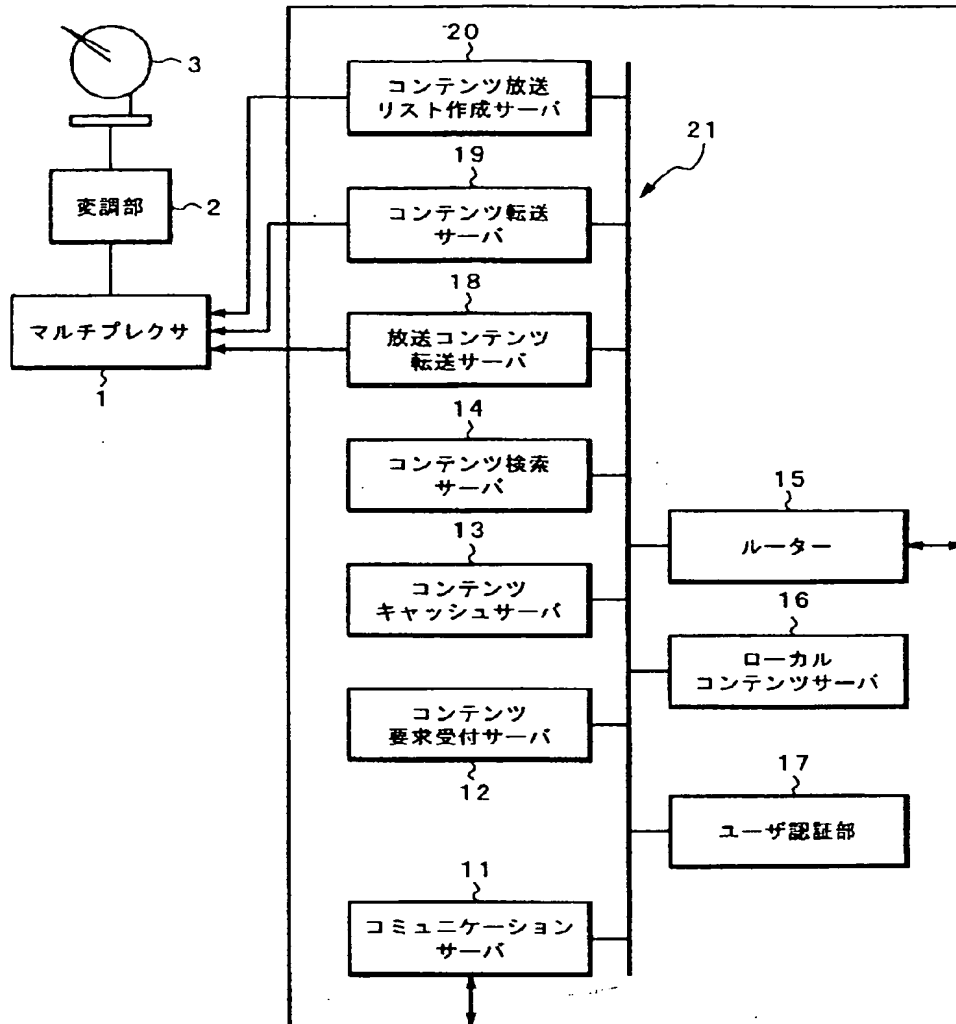 20
コンテンツ放送
リスト作成サーバ
3
21
19
コンテンツ転送
サーバ
変調部
2
18
放送コンテンツ
転送サーバ
マルチプレクサ
1
14
コンテンツ検索
サーバ
15
ルーター
13
コンテンツ
キャッシュサーバ
16
ローカル
コンテンツサーバ
コンテンツ
要求受付サーバ
12
17
ユーザ認証部
11
コミュニケーション
サーバ